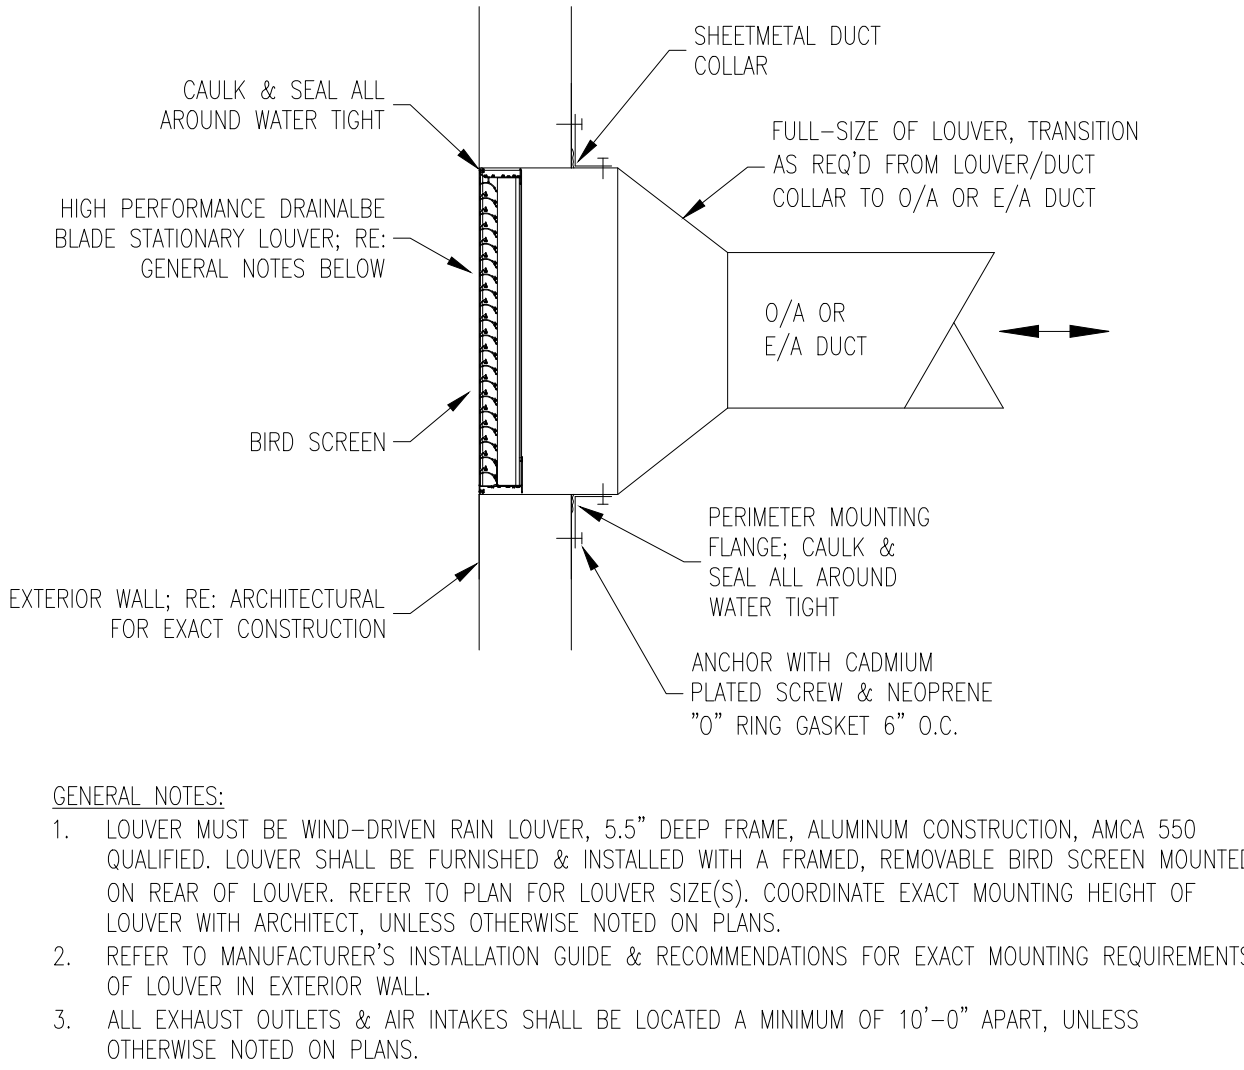 SHEETMETAL DUCT
COLLAR
CAULK & SEAL ALL
AROUND WATER TIGHT
FULL-SIZE OF LOUVER, TRANSITION
AS REQ'D FROM LOUVER/DUCT
COLLAR TO O/A OR E/A DUCT
HIGH PERFORMANCE DRAINALBE
BLADE STATIONARY LOUVER; RE:
GENERAL NOTES BELOW
O/A OR
E/A DUCT
BIRD SCREEN
PERIMETER MOUNTING
FLANGE; CAULK &
SEAL ALL AROUND
WATER TIGHT
EXTERIOR WALL; RE: ARCHITECTURAL
FOR EXACT CONSTRUCTION
ANCHOR WITH CADMIUM
PLATED SCREW & NEOPRENE
"O" RING GASKET 6" O.C.
GENERAL NOTES:
1. LOUVER MUST BE WIND-DRIVEN RAIN LOUVER, 5.5" DEEP FRAME, ALUMINUM CONSTRUCTION, AMCA 550
QUALIFIED. LOUVER SHALL BE FURNISHED & INSTALLED WITH A FRAMED, REMOVABLE BIRD SCREEN MOUNTED
ON REAR OF LOUVER. REFER TO PLAN FOR LOUVER SIZE(S). COORDINATE EXACT MOUNTING HEIGHT OF
LOUVER WITH ARCHITECT, UNLESS OTHERWISE NOTED ON PLANS.
2. REFER TO MANUFACTURER'S INSTALLATION GUIDE & RECOMMENDATIONS FOR EXACT MOUNTING REQUIREMENTS
OF LOUVER IN EXTERIOR WALL.
3. ALL EXHAUST OUTLETS & AIR INTAKES SHALL BE LOCATED A MINIMUM OF 10'-0" APART, UNLESS
OTHERWISE NOTED ON PLANS.